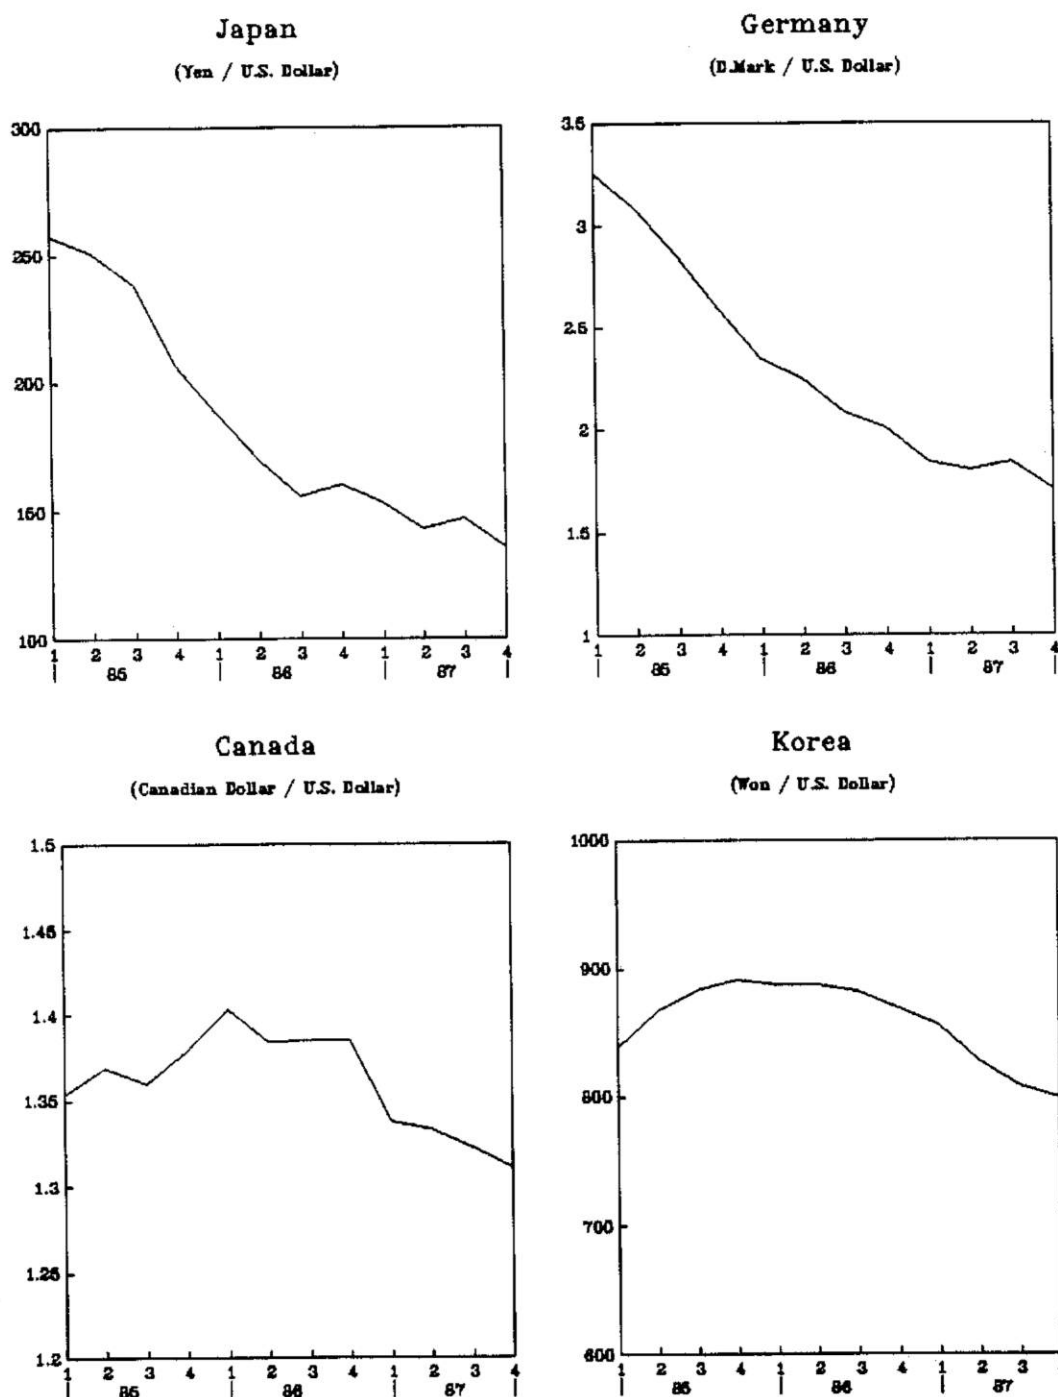 Japan
(Yen / U.S. Dollar)
300
250
200
150
100
1 2 3 4 1 2 3 4 1 2 3 4
85 86 87
Germany
(D.Mark / U.S. Dollar)
3.5
3
2.5
2
1.5
1
1 2 3 4 1 2 3 4 1 2 3 4
85 86 87
Canada
(Canadian Dollar / U.S. Dollar)
1.5
1.45
1.4
1.35
1.3
1.25
1.2
1 2 3 4 1 2 3 4 1 2 3 4
85 86 87
Korea
(Won / U.S. Dollar)
1000
900
800
700
600
1 2 3 4 1 2 3 4 1 2 3
85 86 87